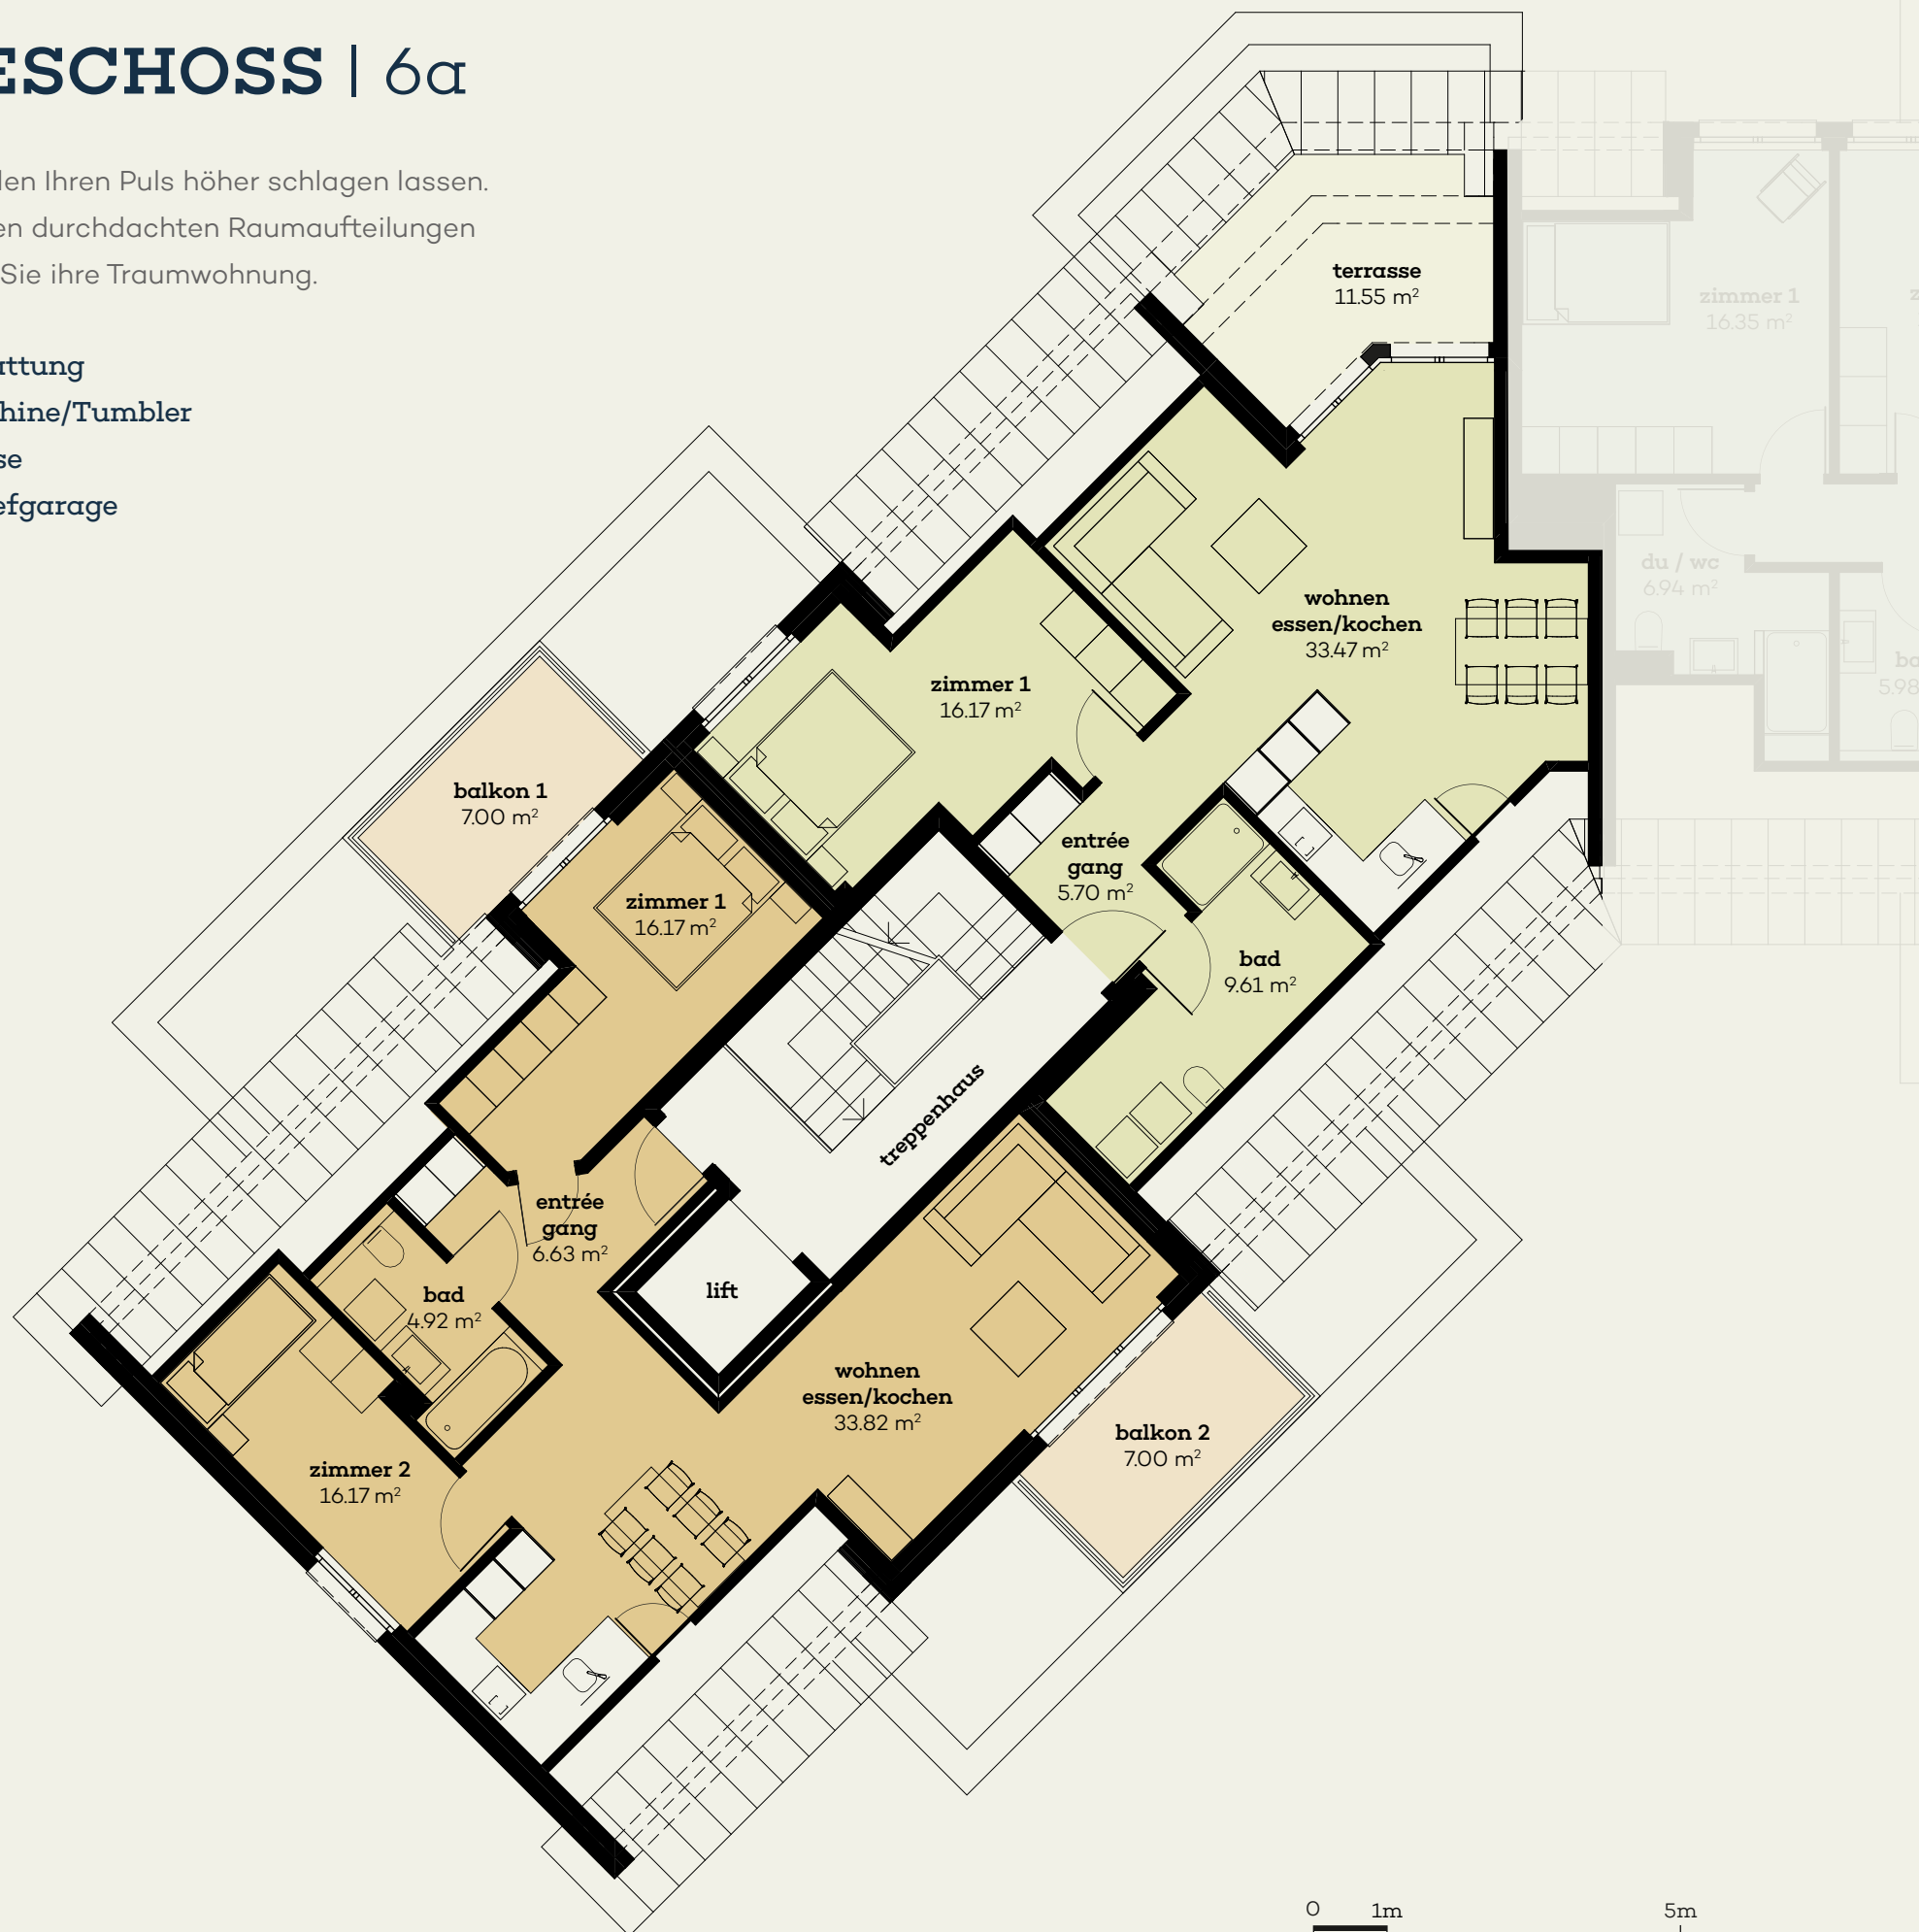 ESCHOSS | 6a
len Ihren Puls höher schlagen lassen.
en durchdachten Raumaufteilungen
Sie ihre Traumwohnung.
attung
hine/Tumbler
se
efgarage
terrasse
11.55 m²
zimmer 1
16.35 m²
z
wohnen
essen/kochen
33.47 m²
du / wc
6.94 m²
ba
5.98
zimmer 1
16.17 m²
balkon 1
7.00 m²
entrée
gang
5.70 m²
zimmer 1
16.17 m²
bad
9.61 m²
treppenhaus
entrée
gang
6.63 m²
lift
bad
4.92 m²
wohnen
essen/kochen
33.82 m²
balkon 2
7.00 m²
zimmer 2
16.17 m²
0 1m 5m